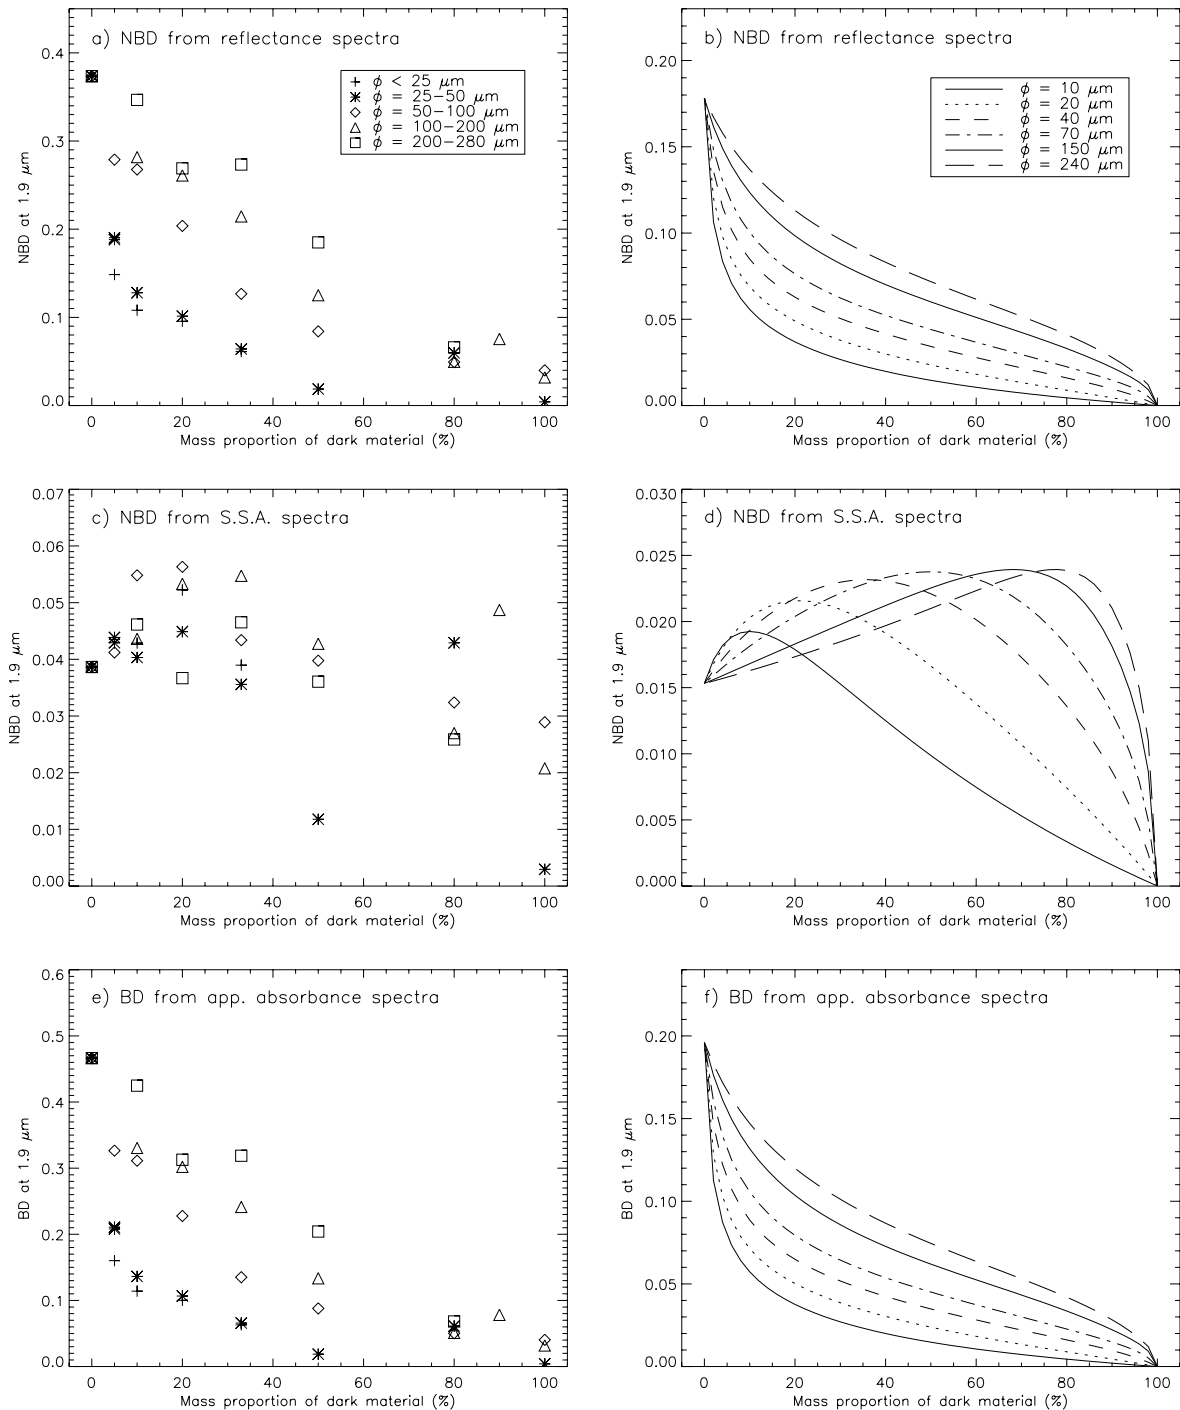 a) NBD from reflectance spectra
+ ϕ < 25 μm
ϕ = 25−50 μm
◇ ϕ = 50−100 μm
△ ϕ = 100−200 μm
□ ϕ = 200−280 μm
NBD at 1.9 μm
0.4
0.3
0.2
0.1
0.0
0 20 40 60 80 100
Mass proportion of dark material (%)
b) NBD from reflectance spectra
ϕ = 10 μm
ϕ = 20 μm
ϕ = 40 μm
ϕ = 70 μm
ϕ = 150 μm
ϕ = 240 μm
NBD at 1.9 μm
0.20
0.15
0.10
0.05
0.00
0 20 40 60 80 100
Mass proportion of dark material (%)
c) NBD from S.S.A. spectra
NBD at 1.9 μm
0.07
0.06
0.05
0.04
0.03
0.02
0.01
0.00
0 20 40 60 80 100
Mass proportion of dark material (%)
d) NBD from S.S.A. spectra
NBD at 1.9 μm
0.030
0.025
0.020
0.015
0.010
0.005
0.000
0 20 40 60 80 100
Mass proportion of dark material (%)
e) BD from app. absorbance spectra
BD at 1.9 μm
0.6
0.5
0.4
0.3
0.2
0.1
0.0
0 20 40 60 80 100
Mass proportion of dark material (%)
f) BD from app. absorbance spectra
BD at 1.9 μm
0.20
0.15
0.10
0.05
0.00
0 20 40 60 80 100
Mass proportion of dark material (%)